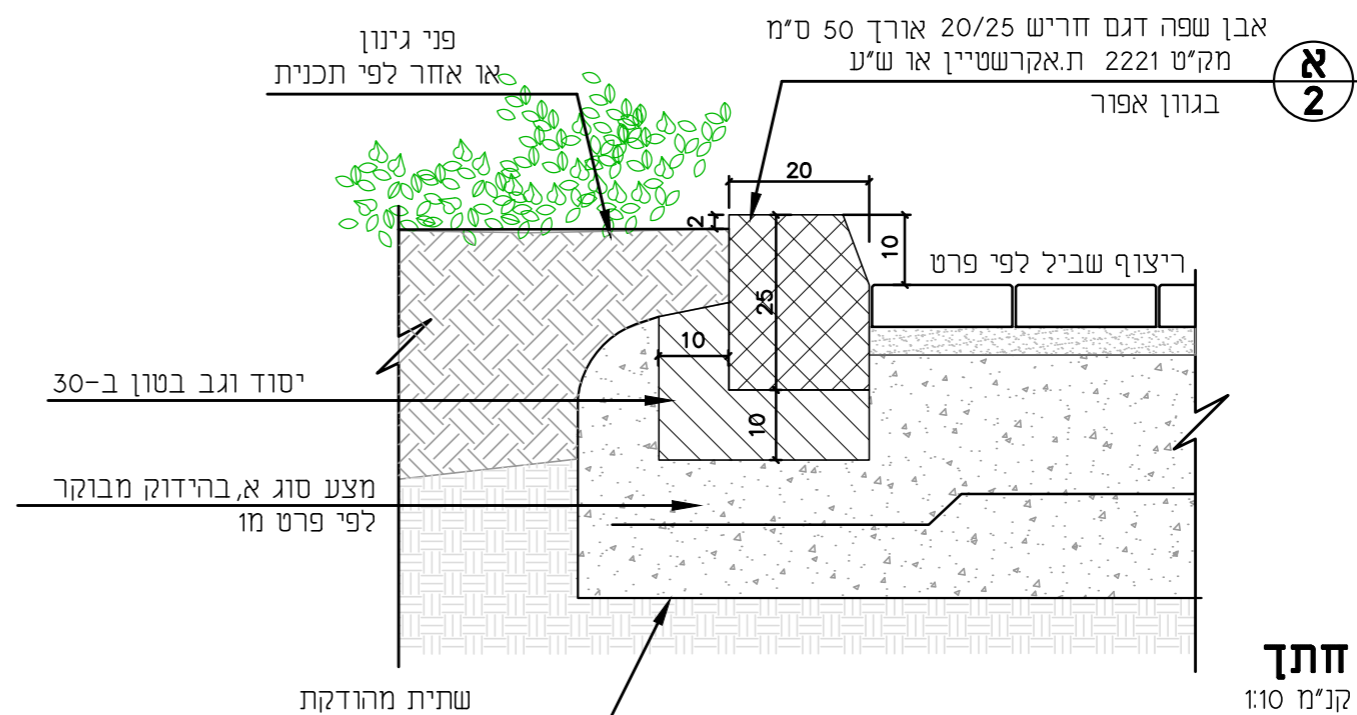 אבן שפה דגם חריש 20/25 אורך 50 ס"מ
מק"ט 2221 ת.אקרשטיין או ש"ע
בגוון אפור
א
2
פני גינון
או אחר לפי תכנית
20
2
10
25
10
10
ריצוף שביל לפי פרט
יסוד וגב בטון ב-30
מצע סוג א,בהידוק מבוקר
לפי פרט מ1
שתית מהודקת
חתך
קנ"מ 1:10